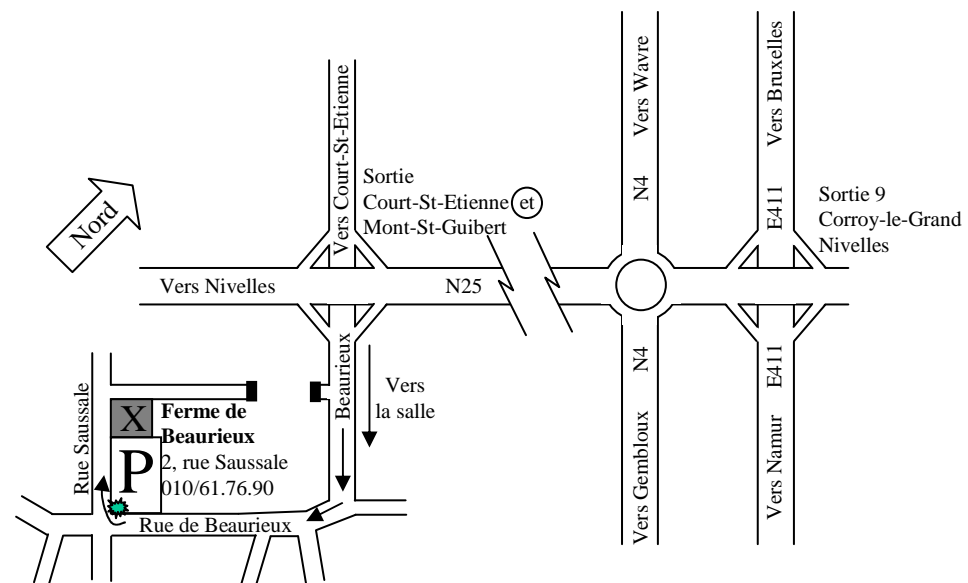 Vers Court-St-Etienne
Vers Wavre
Vers Bruxelles
Nord
Sortie
Court-St-Etienne et
Mont-St-Guibert
N4
E411
Sortie 9
Corroy-le-Grand
Nivelles
Vers Nivelles
N25
Rue Saussale
X
P
Ferme de
Beaurieux
2, rue Saussale
010/61.76.90
Beaurieux
Vers
la salle
N4
E411
Vers Gembloux
Vers Namur
Rue de Beaurieux